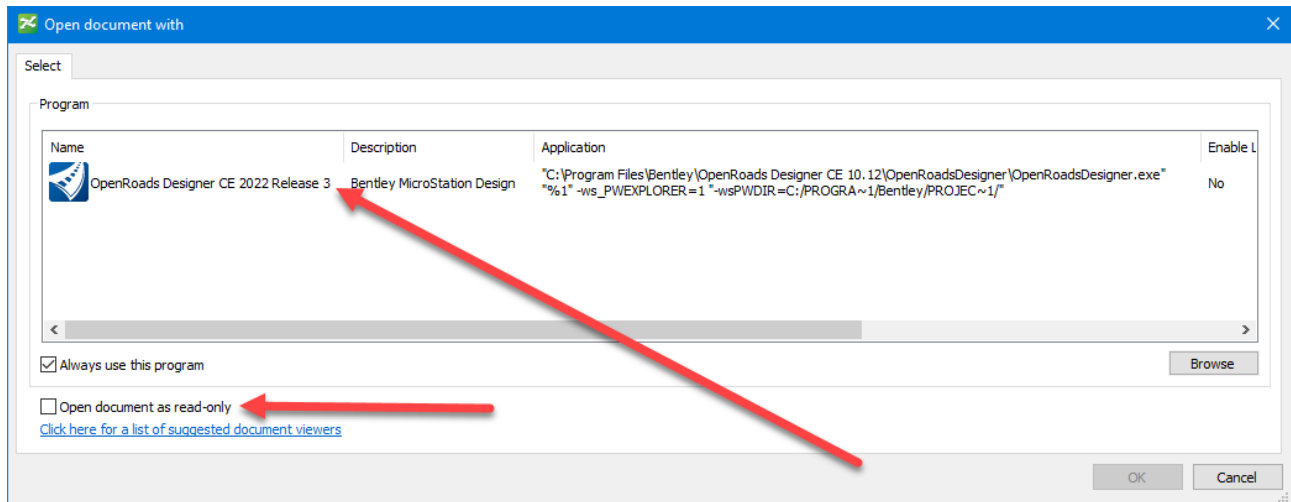 Open document with
Select
Program
Name Description Application Enable L
OpenRoads Designer CE 2022 Release 3 Bentley MicroStation Design "C:\Program Files\Bentley\OpenRoads Designer CE 10.12\OpenRoadsDesigner\OpenRoadsDesigner.exe" No
"%1" -ws_PWEXPLORER=1 "-wsPWDIR=C:/PROGRA~1/Bentley/PROJEC~1/"
Always use this program Browse
Open document as read-only
Click here for a list of suggested document viewers
OK Cancel